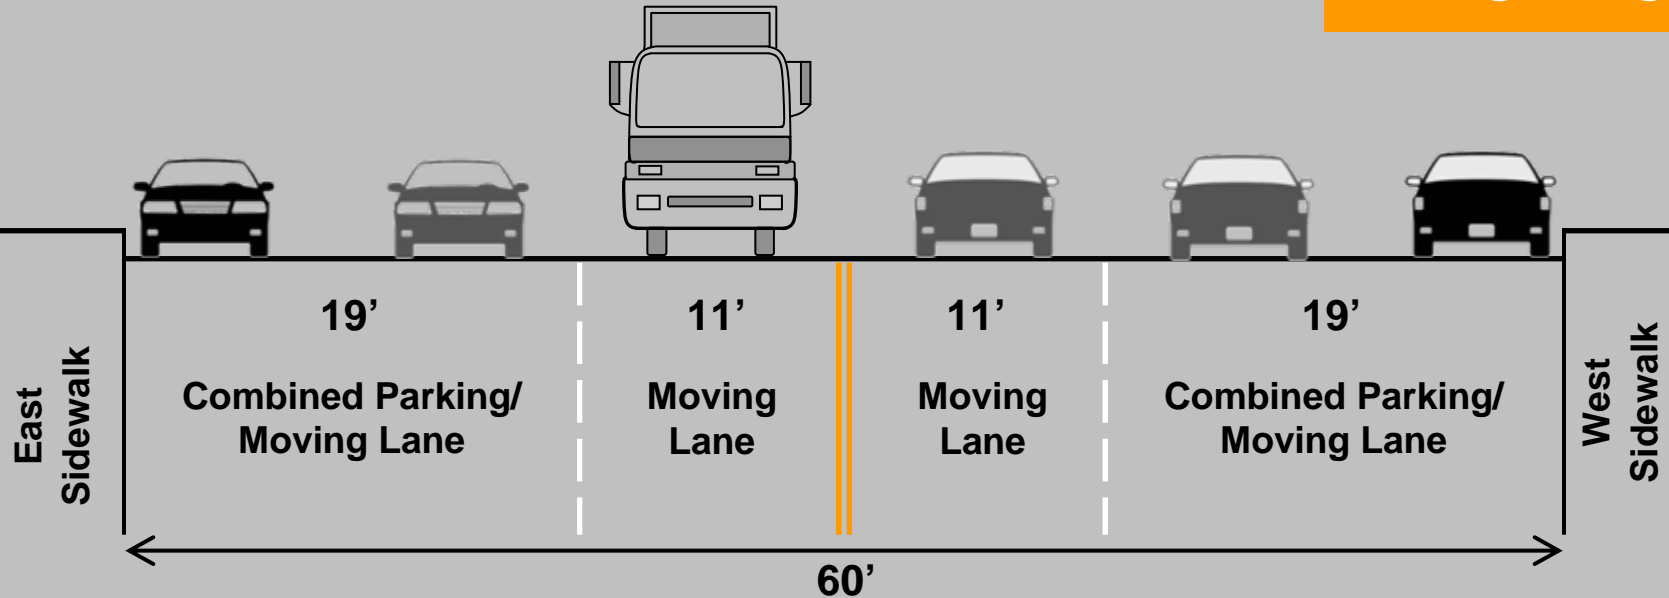 19’
11’
11’
19’
Combined Parking/
Moving Lane
Moving
Lane
Moving
Lane
Combined Parking/
Moving Lane
East
Sidewalk
West
Sidewalk
60’